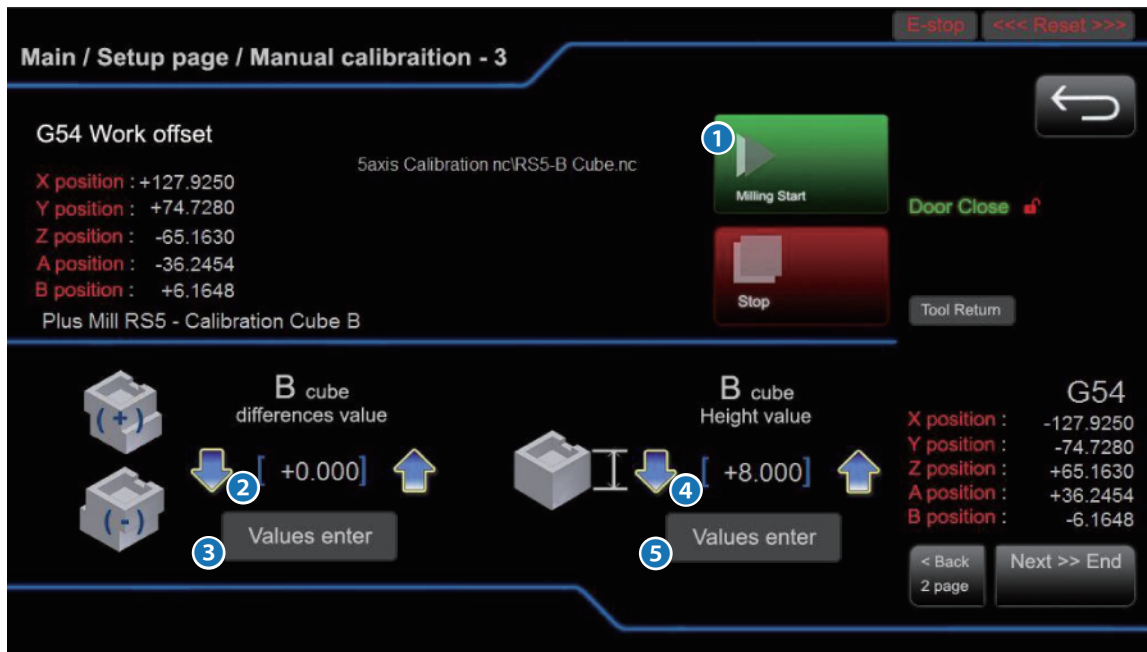 E-stop <<< Reset >>>
Main / Setup page / Manual calibraition - 3
G54 Work offset
5axis Calibration nc\RS5-B Cube.nc
X position : +127.9250
Y position : +74.7280
Z position : -65.1630
A position : -36.2454
B position : +6.1648
Plus Mill RS5 - Calibration Cube B
1
Milling Start
Stop
Door Close
Tool Return
B cube
differences value
(+)
(-)
[ +0.000]
2
Values enter
3
B cube
Height value
[ +8.000]
4
Values enter
5
G54
X position : -127.9250
Y position : -74.7280
Z position : +65.1630
A position : +36.2454
B position : -6.1648
< Back
2 page
Next >> End